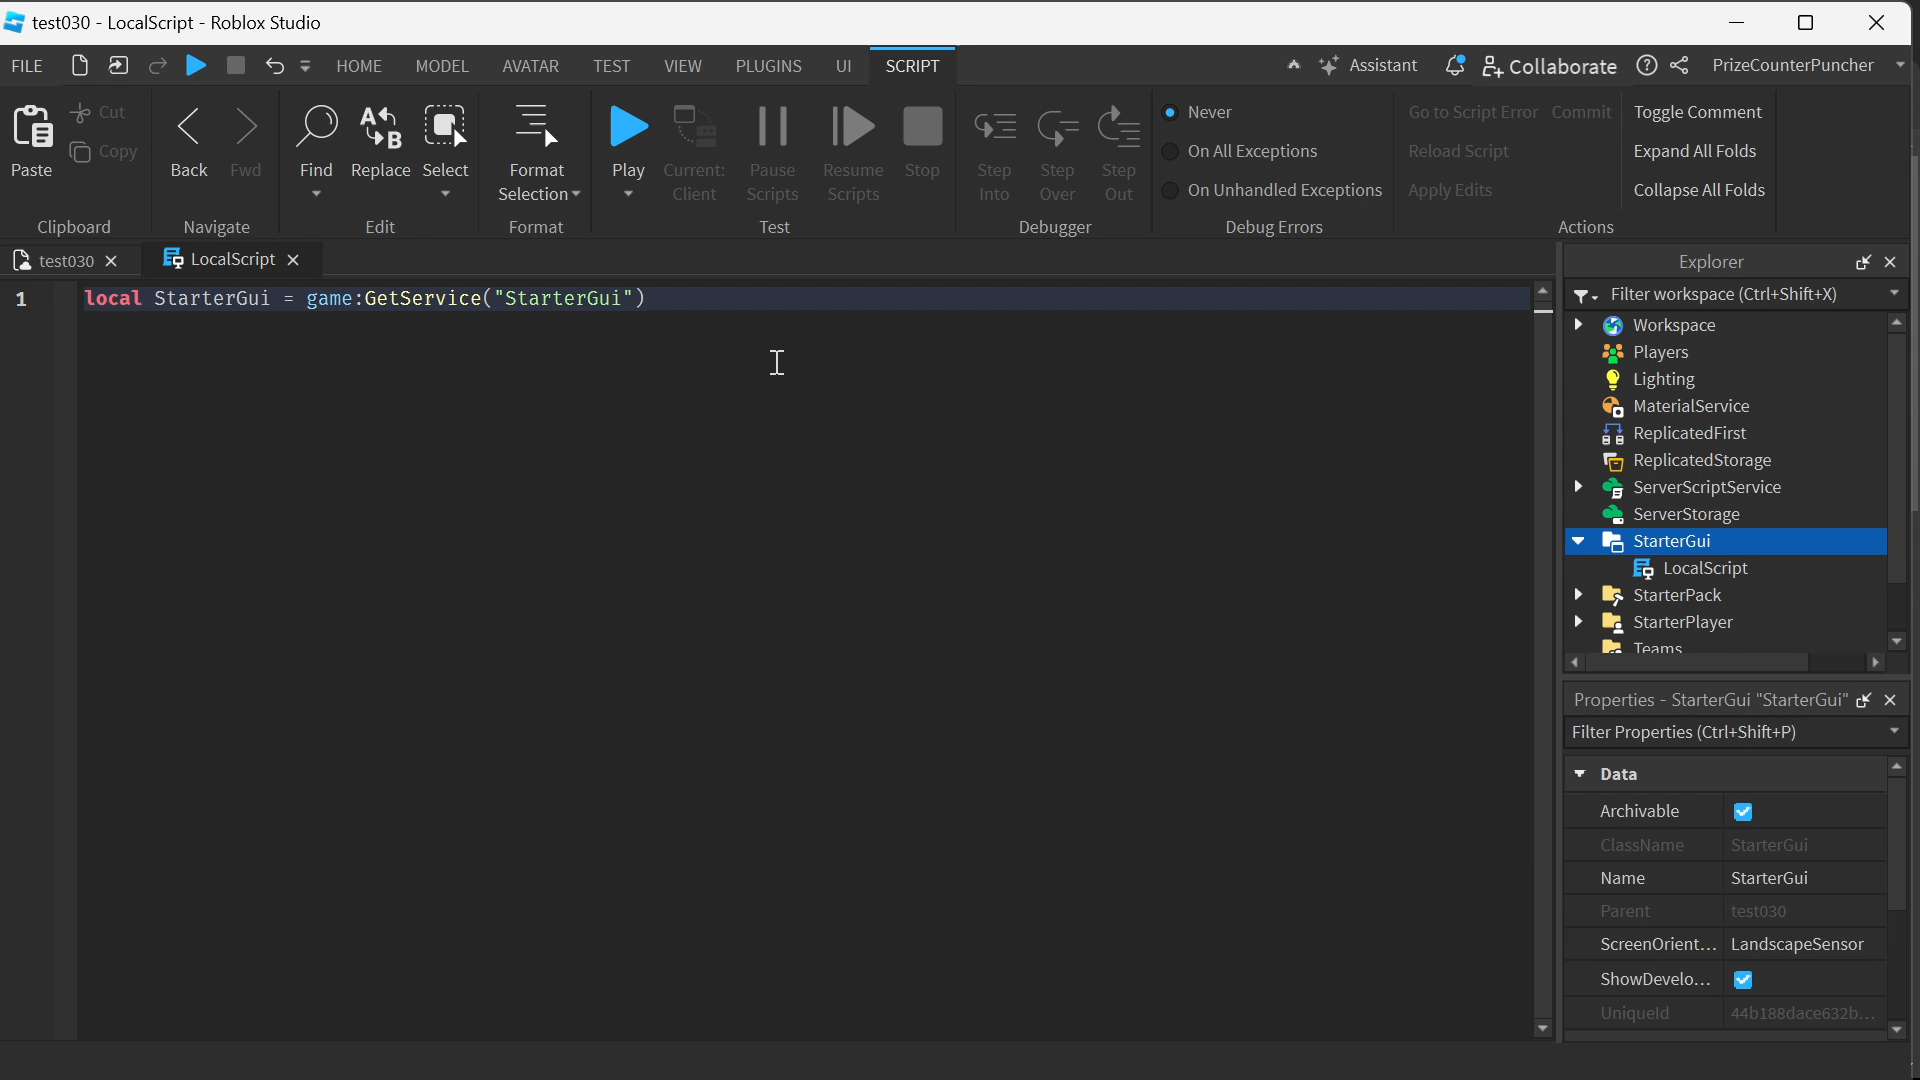 test030 - LocalScript - Roblox Studio
FILE HOME MODEL AVATAR TEST VIEW PLUGINS UI SCRIPT Assistant Collaborate PrizeCounterPuncher
Paste Cut Copy
Clipboard
Back Fwd
Navigate
Find Replace Select
Edit
Format Selection
Format
Play Current: Client Pause Scripts Resume Scripts Stop
Test
Step Into Step Over Step Out
Debugger
Never
On All Exceptions
On Unhandled Exceptions
Debug Errors
Go to Script Error Commit Toggle Comment
Reload Script Expand All Folds
Apply Edits Collapse All Folds
Actions
test030 LocalScript
1 local StarterGui = game:GetService("StarterGui")
Explorer
Filter workspace (Ctrl+Shift+X)
Workspace
Players
Lighting
MaterialService
ReplicatedFirst
ReplicatedStorage
ServerScriptService
ServerStorage
StarterGui
LocalScript
StarterPack
StarterPlayer
Teams
Properties - StarterGui "StarterGui"
Filter Properties (Ctrl+Shift+P)
Data
Archivable
ClassName StarterGui
Name StarterGui
Parent test030
ScreenOrient... LandscapeSensor
ShowDevelo...
UniqueId 44b188dace632b...